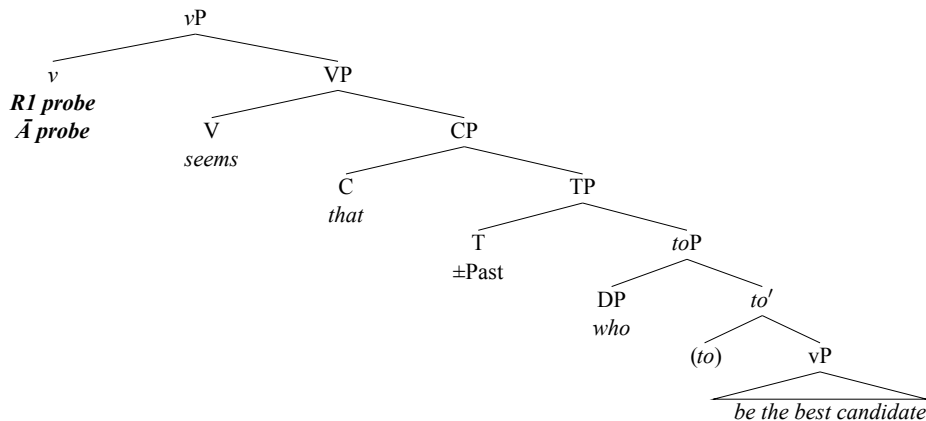 vP
v VP
R1 probe
Ā probe
V CP
seems
C TP
that
T toP
±Past
DP to′
who
(to) vP
be the best candidate